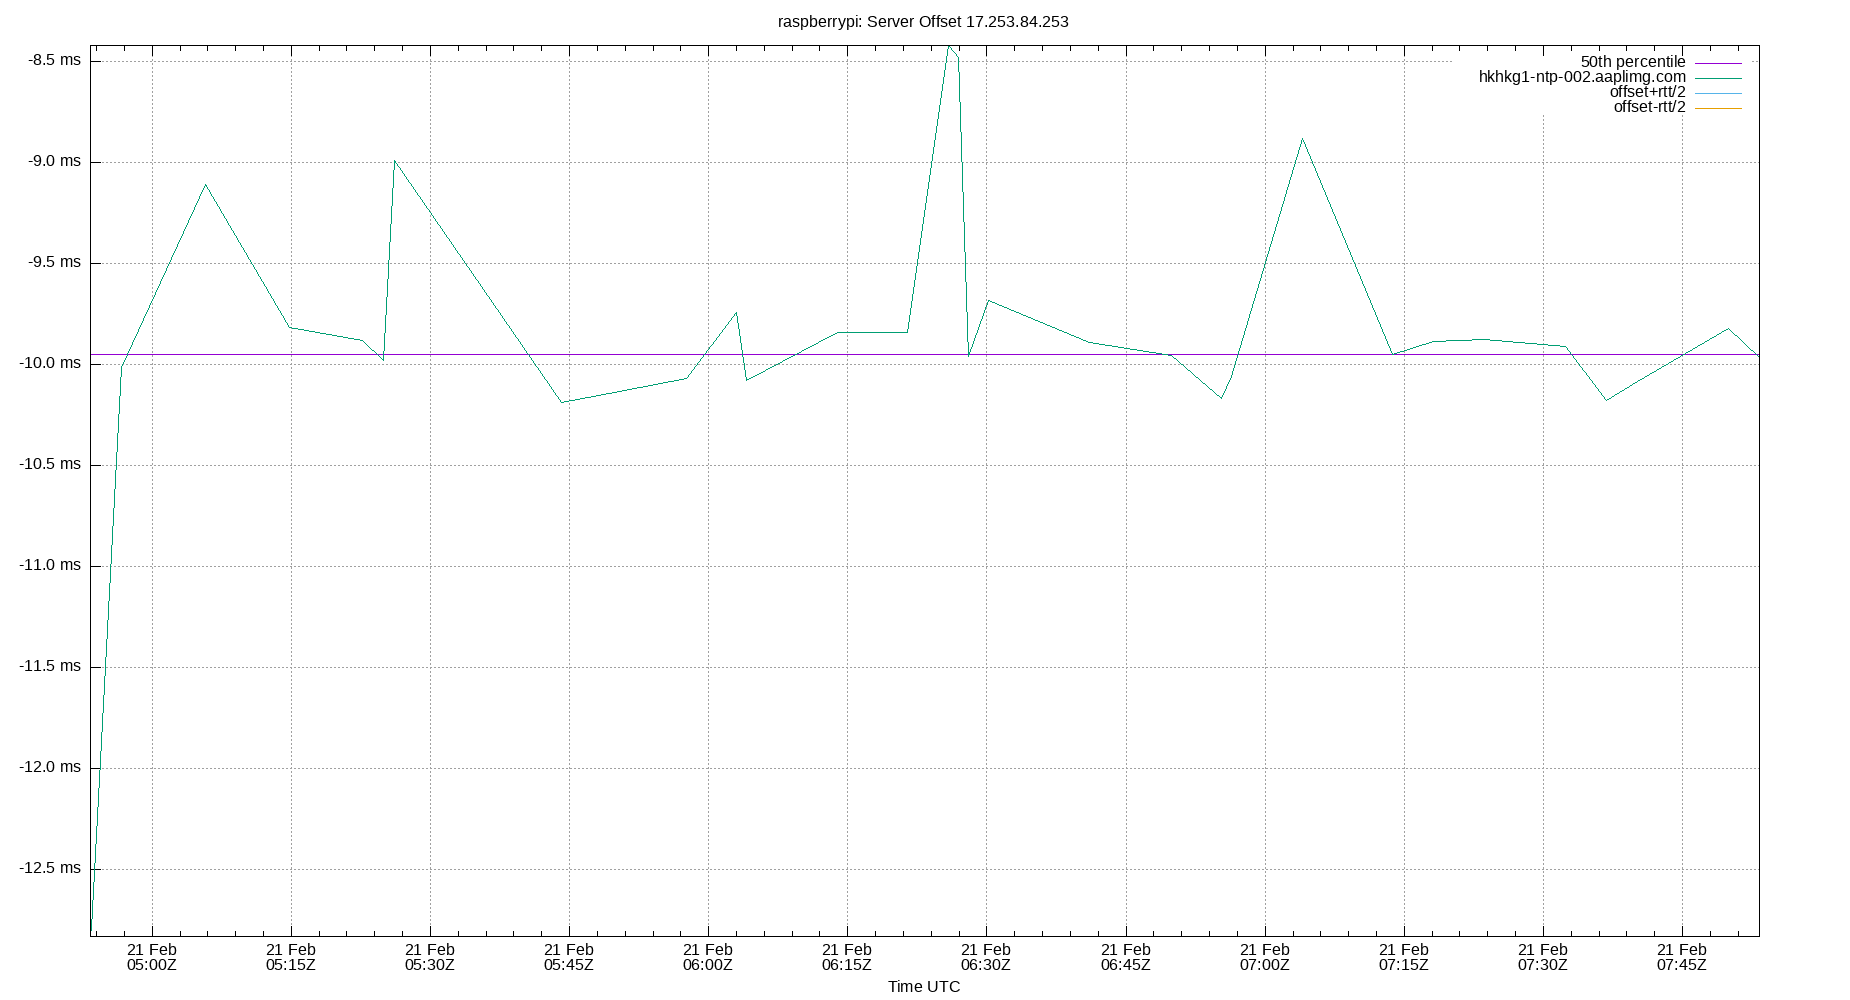 raspberrypi: Server Offset 17.253.84.253
50th percentile
hkhkg1-ntp-002.aaplimg.com
offset+rtt/2
offset-rtt/2
-8.5 ms
-9.0 ms
-9.5 ms
-10.0 ms
-10.5 ms
-11.0 ms
-11.5 ms
-12.0 ms
-12.5 ms
21 Feb 21 Feb 21 Feb 21 Feb 21 Feb 21 Feb 21 Feb 21 Feb 21 Feb 21 Feb 21 Feb 21 Feb
05:00Z 05:15Z 05:30Z 05:45Z 06:00Z 06:15Z 06:30Z 06:45Z 07:00Z 07:15Z 07:30Z 07:45Z
Time UTC